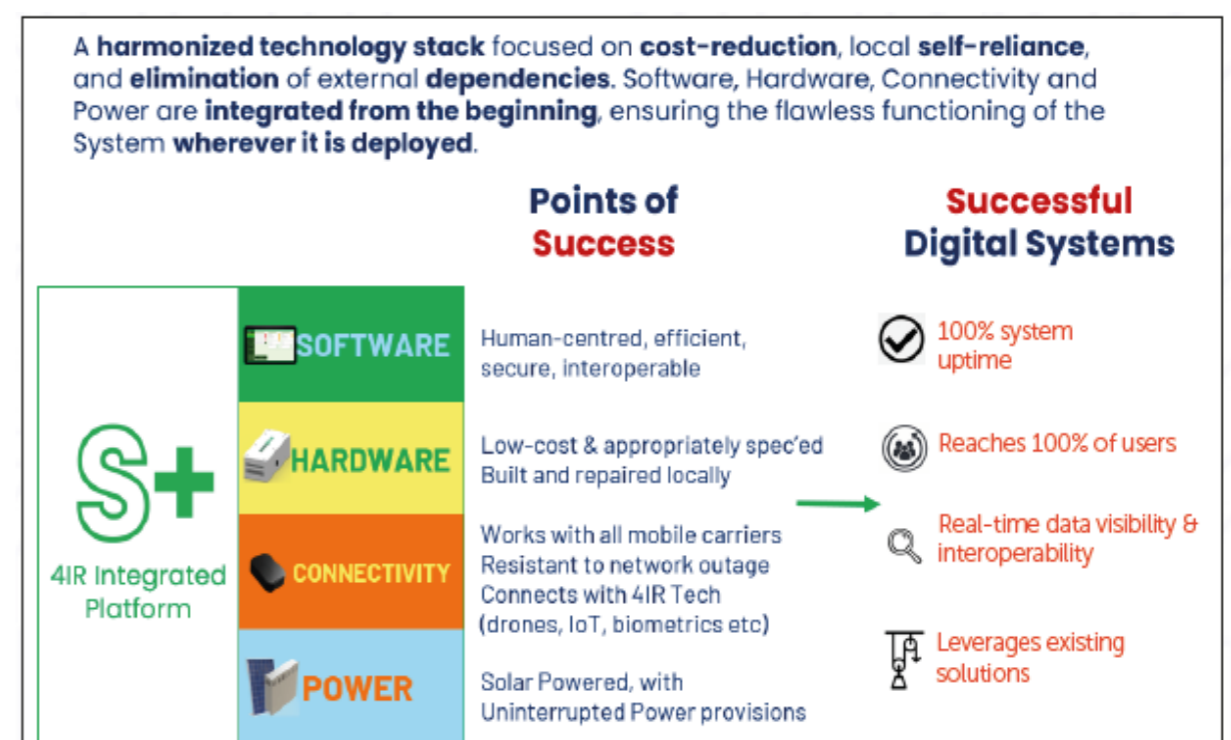 A harmonized technology stack focused on cost-reduction, local self-reliance,
and elimination of external dependencies. Software, Hardware, Connectivity and
Power are integrated from the beginning, ensuring the flawless functioning of the
System wherever it is deployed.
Points of
Success
Successful
Digital Systems
S+
4IR Integrated
Platform
SOFTWARE
Human-centred, efficient,
secure, interoperable
HARDWARE
Low-cost & appropriately spec'ed
Built and repaired locally
CONNECTIVITY
Works with all mobile carriers
Resistant to network outage
Connects with 4IR Tech
(drones, IoT, biometrics etc)
POWER
Solar Powered, with
Uninterrupted Power provisions
100% system
uptime
Reaches 100% of users
Real-time data visibility &
interoperability
Leverages existing
solutions